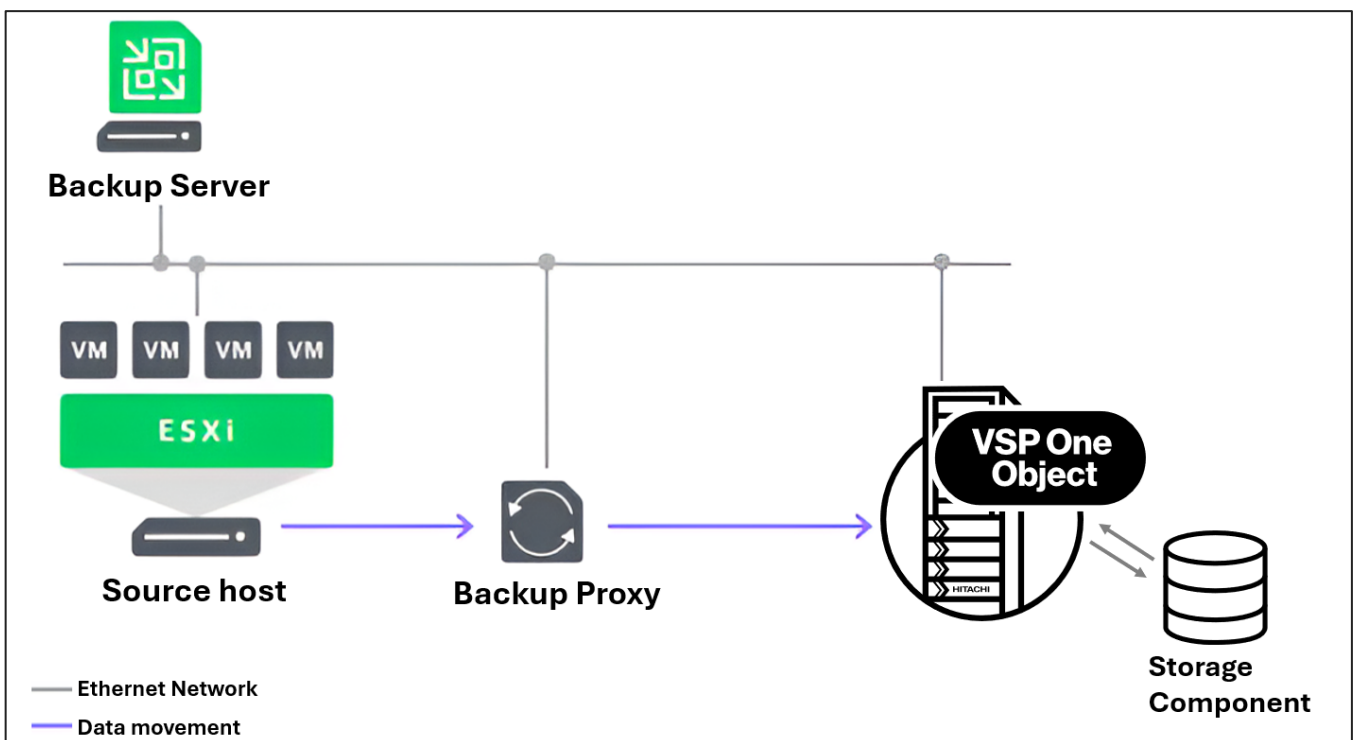 Backup Server
VM VM VM VM
ESXi
VSP One
Object
HITACHI
Source host
Backup Proxy
Storage
Component
Ethernet Network
Data movement